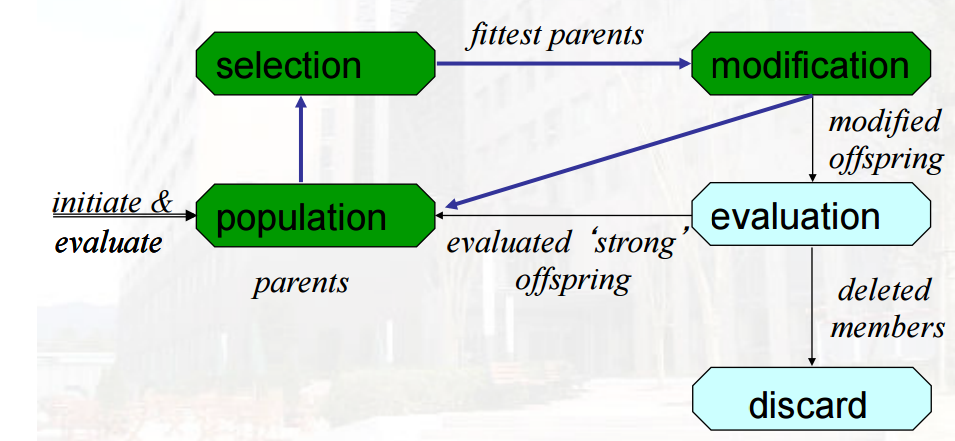 fittest parents
selection
modification
modified
offspring
initiate &
evaluate
population
evaluation
evaluated ‘strong’
offspring
parents
deleted
members
discard